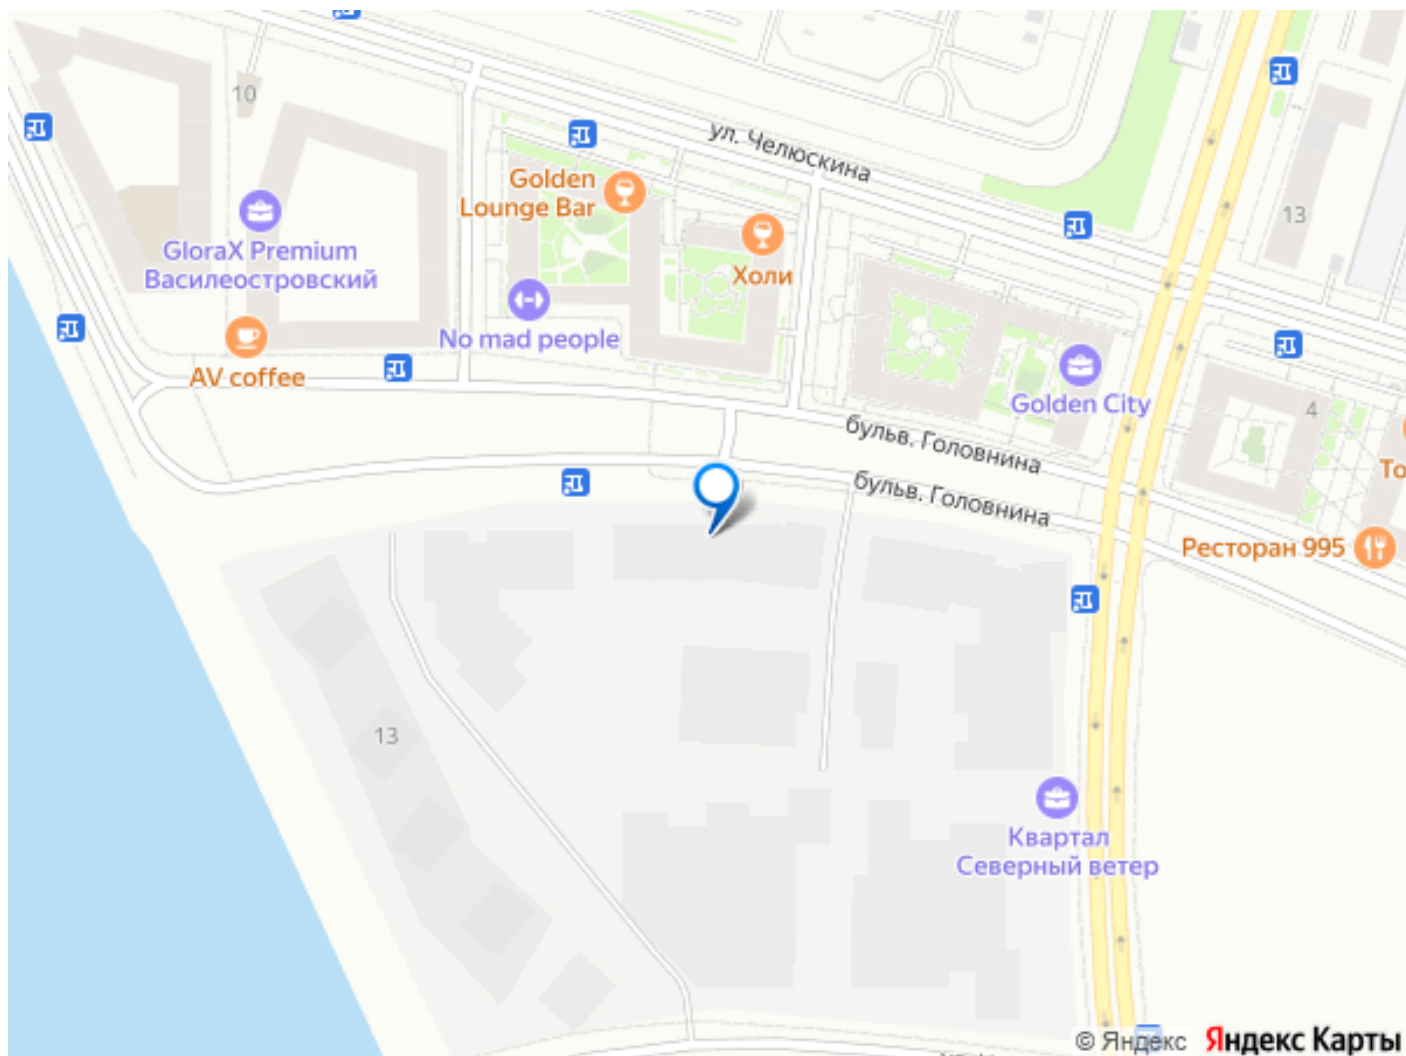 10
ул. Челюскина
Golden
Lounge Bar
13
GloraX Premium
Василеостровский
Холи
No mad people
AV coffee
Golden City
4
бульв. Головнина
То
бульв. Головнина
Ресторан 995
13
Квартал
Северный ветер
© Яндекс Яндекс Карты